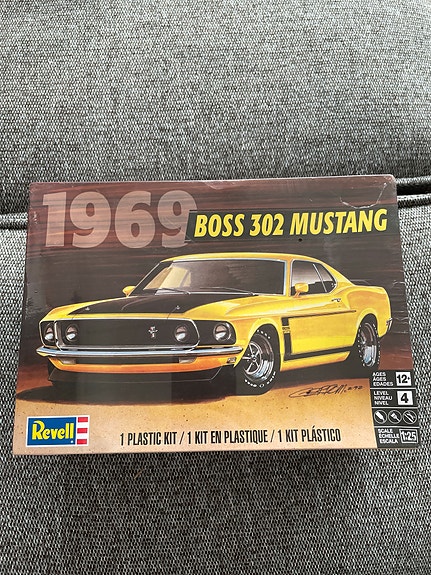 1969
BOSS 302 MUSTANG
AGES
ÂGES
EDADES
12+
LEVEL
NIVEAU
NIVEL
4
SCALE
ÉCHELLE
ESCALA
1:25
Revell
1 PLASTIC KIT / 1 KIT EN PLASTIQUE / 1 KIT PLÁSTICO